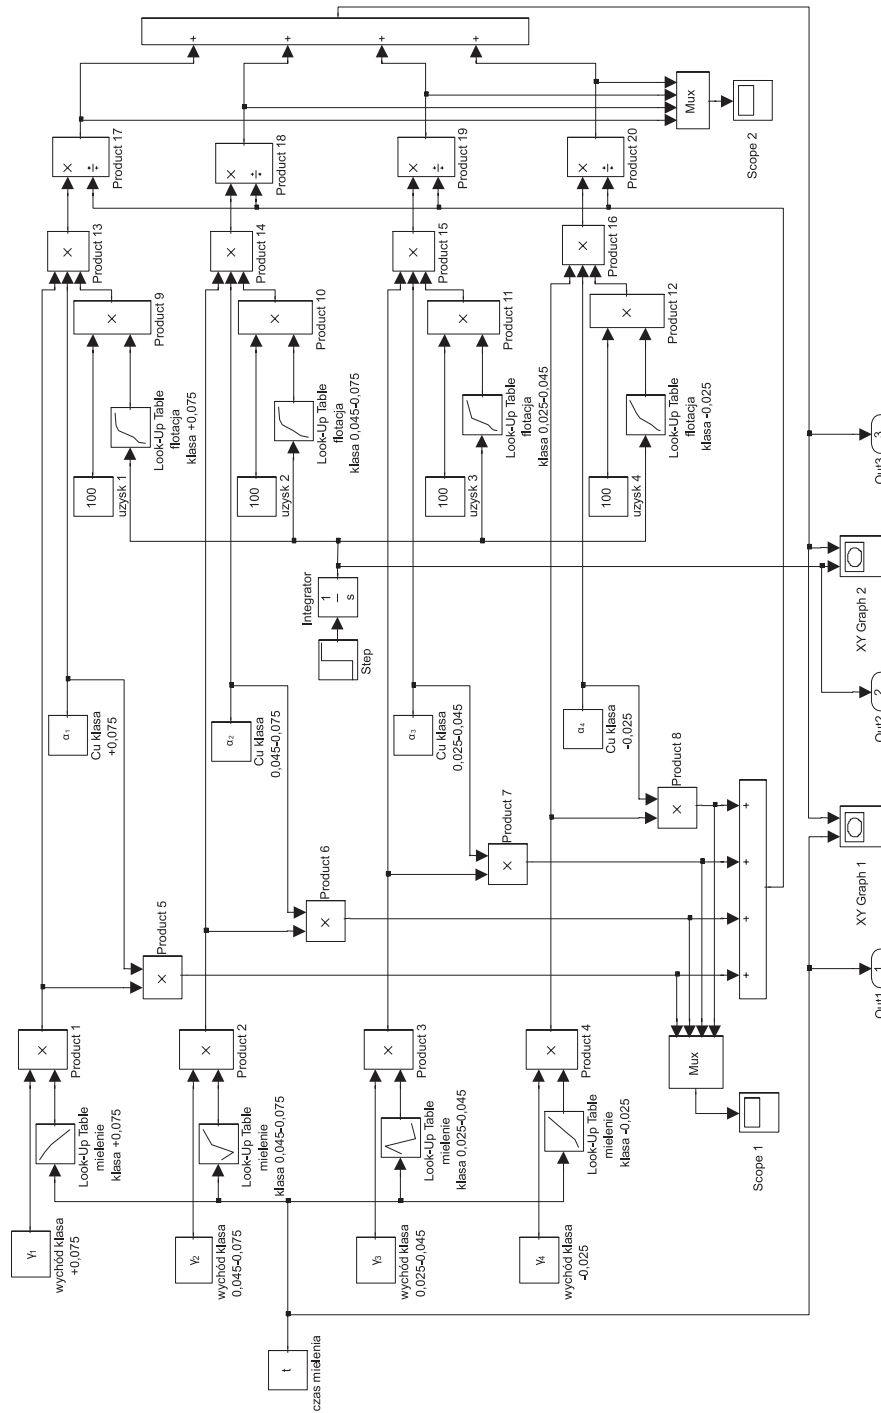 γ1
wychód klasa
+0,075
Look-Up Table
mielenie
klasa +0,075
×
Product 1
×
Product 5
α1
Cu klasa
+0,075
100
uzysk 1
Look-Up Table
flotacja
klasa +0,075
×
Product 9
×
Product 13
×
÷
Product 17
+
γ2
wychód klasa
0,045-0,075
Look-Up Table
mielenie
klasa 0,045-0,075
×
Product 2
×
Product 6
α2
Cu klasa
0,045-0,075
100
uzysk 2
Look-Up Table
flotacja
klasa 0,045-0,075
×
Product 10
×
Product 14
×
÷
Product 18
+
t
czas mielenia
Step
Integrator
1
s
γ3
wychód klasa
0,025-0,045
Look-Up Table
mielenie
klasa 0,025-0,045
×
Product 3
×
Product 7
α3
Cu klasa
0,025-0,045
100
uzysk 3
Look-Up Table
flotacja
klasa 0,025-0,045
×
Product 11
×
Product 15
×
÷
Product 19
+
γ4
wychód klasa
-0,025
Look-Up Table
mielenie
klasa -0,025
×
Product 4
×
Product 8
α4
Cu klasa
-0,025
100
uzysk 4
Look-Up Table
flotacja
klasa -0,025
×
Product 12
×
Product 16
×
÷
Product 20
+
Mux
Scope 1
+
+
+
+
Mux
Scope 2
1
Out1
XY Graph 1
2
Out2
XY Graph 2
3
Out3